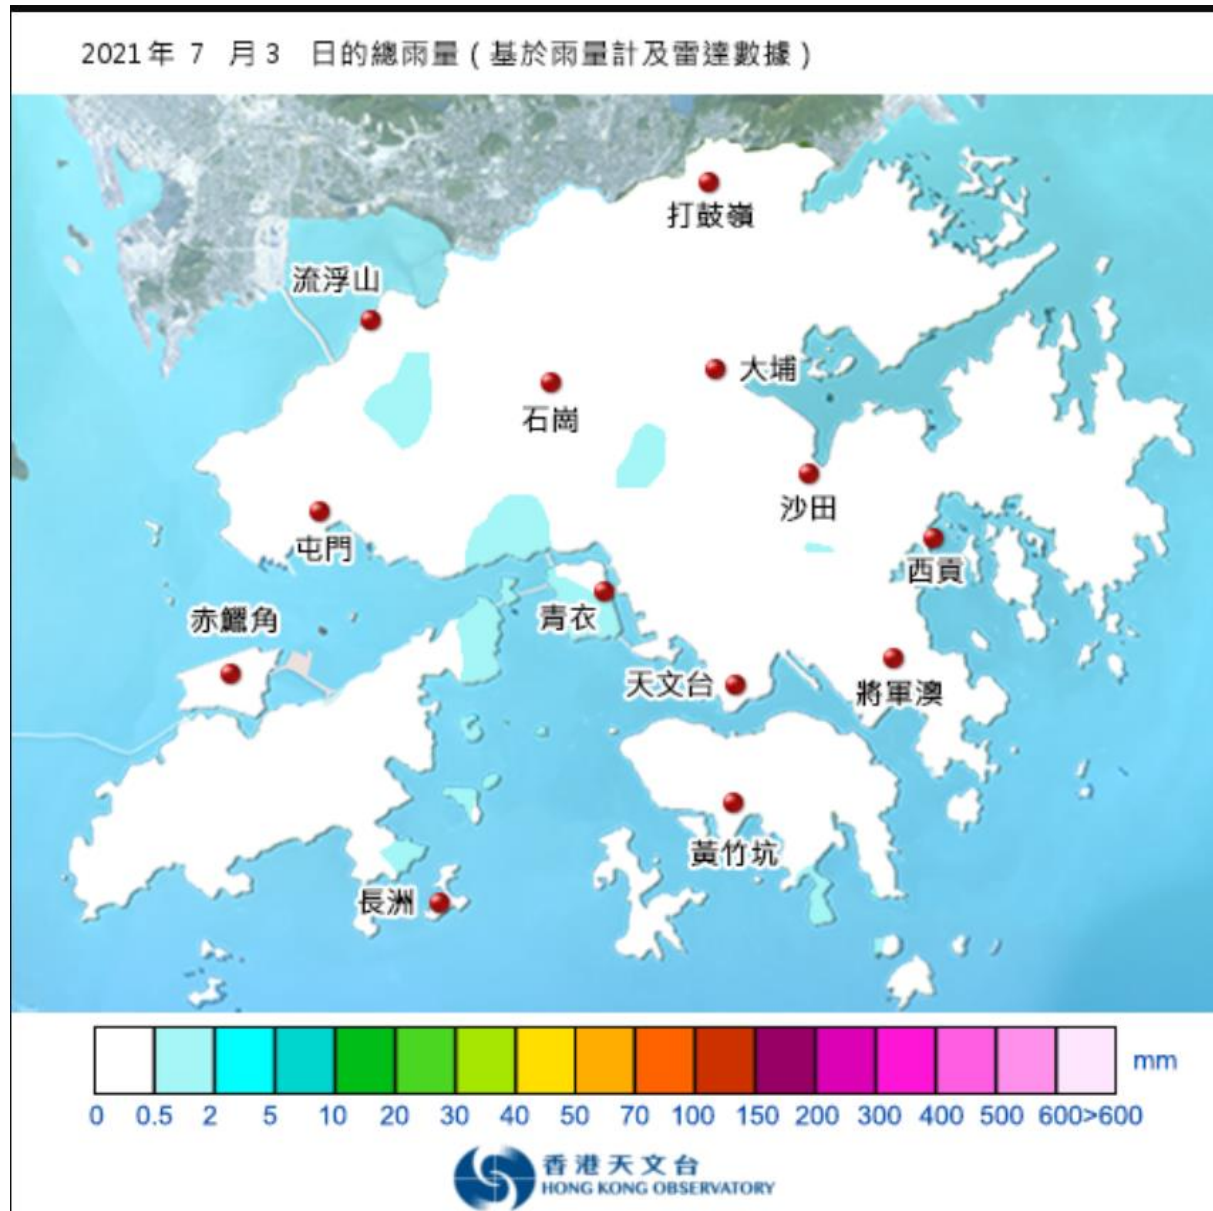 2021年 7 月3 日的總雨量(基於雨量計及雷達數據)
打鼓嶺
流浮山
大埔
石崗
沙田
屯門
西貢
青衣
赤鱲角
天文台
將軍澳
黃竹坑
長洲
mm
0 0.5 2 5 10 20 30 40 50 70 100 150 200 300 400 500 600>600
香港天文台
HONG KONG OBSERVATORY